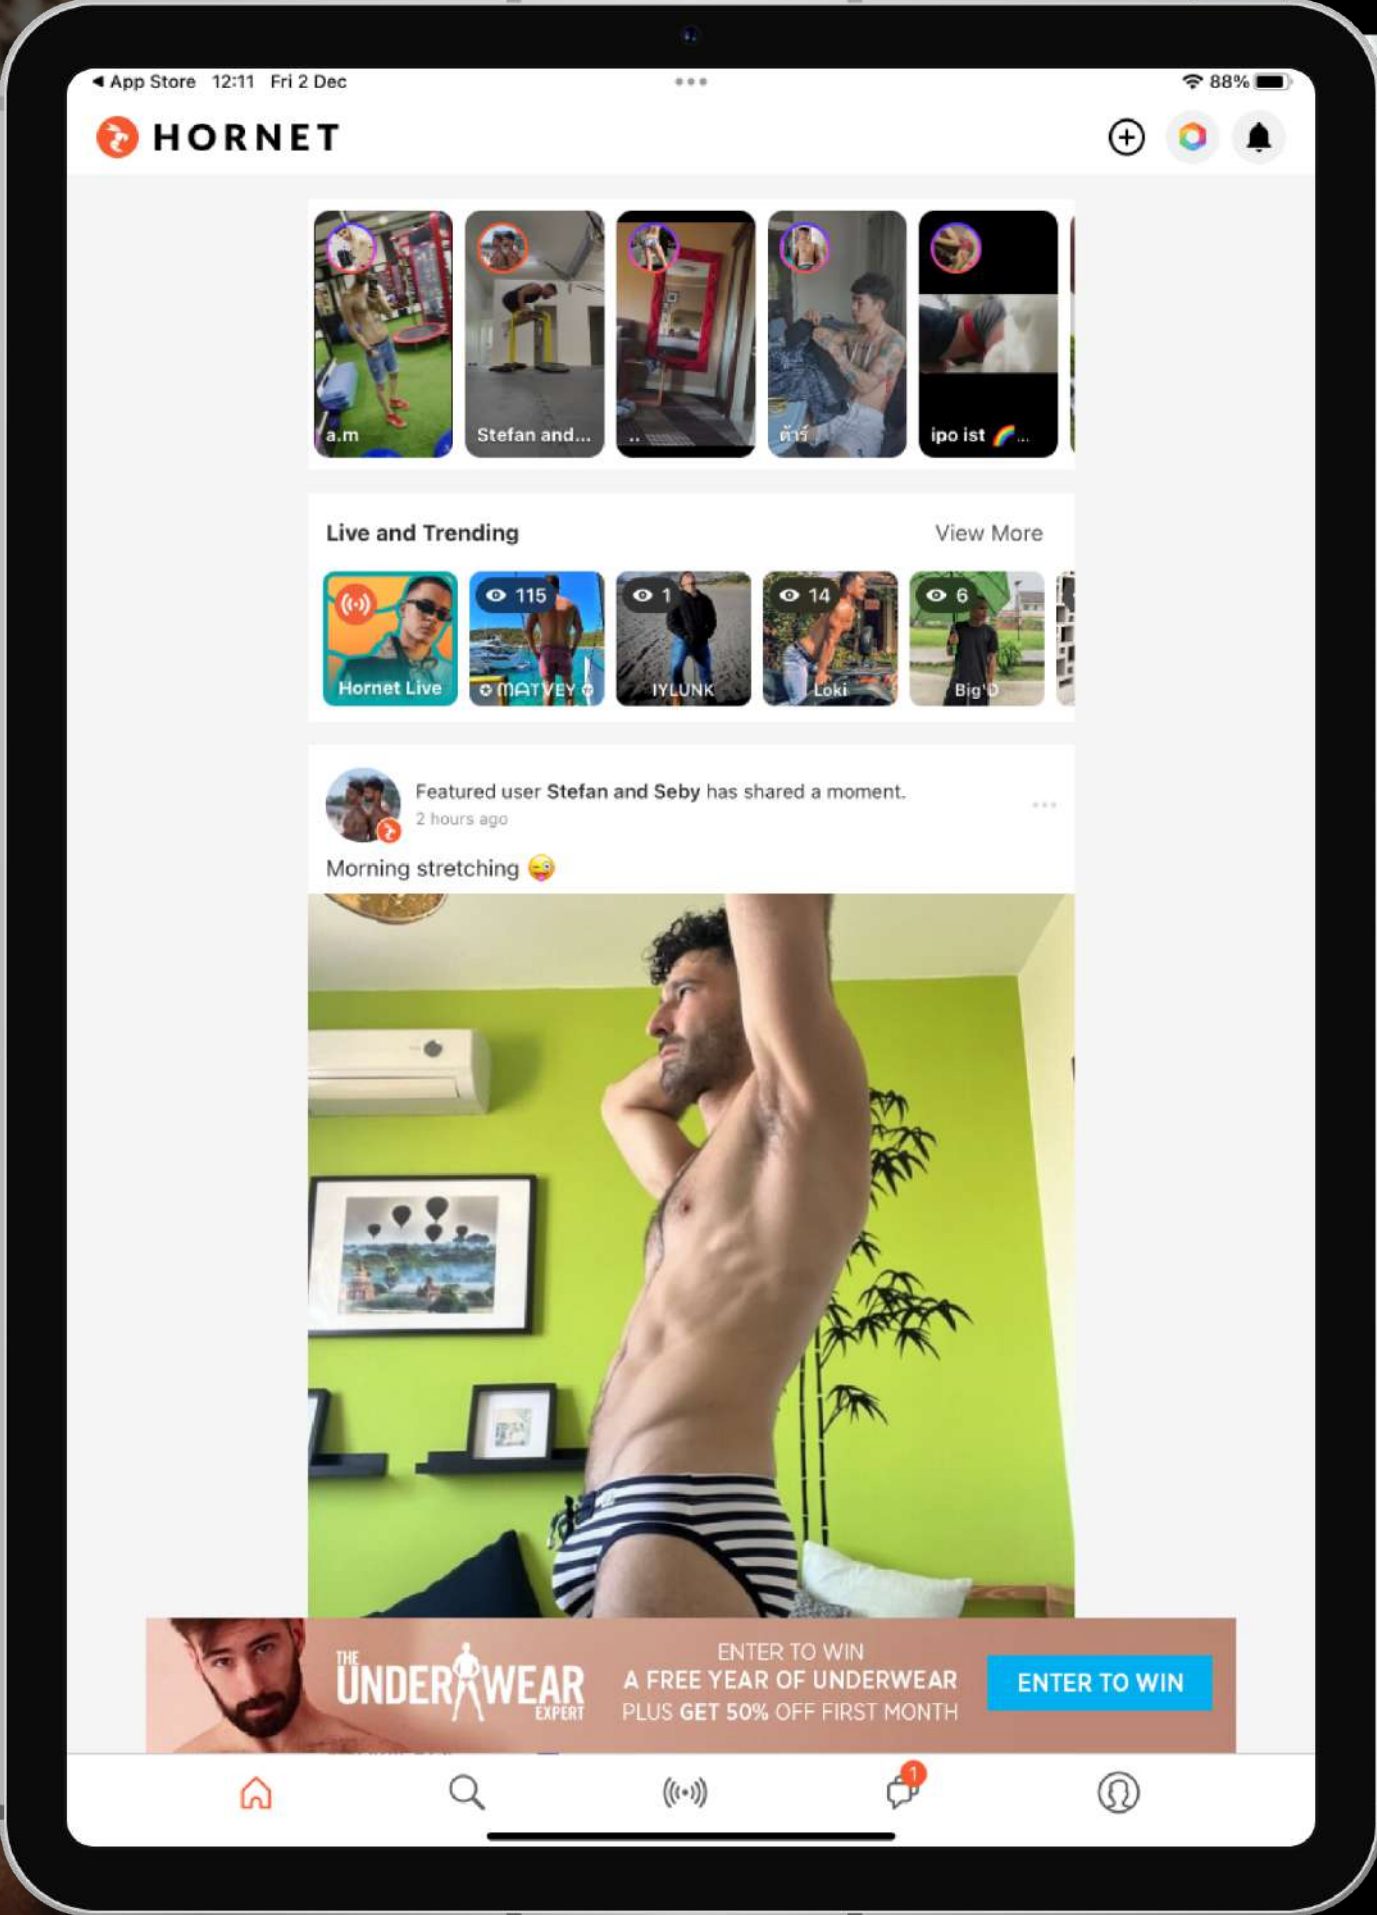 App Store 12:11 Fri 2 Dec
88%
HORNET
a.m
Stefan and...
..
ต้าร์
ipo ist 🌈...
Live and Trending
View More
Hornet Live
115
✪ MATVEY ✪
1
IYLUNK
14
Loki
6
Big'D
Featured user Stefan and Seby has shared a moment.
2 hours ago
Morning stretching 😜
THE
UNDERWEAR
EXPERT
ENTER TO WIN
A FREE YEAR OF UNDERWEAR
PLUS GET 50% OFF FIRST MONTH
ENTER TO WIN
1